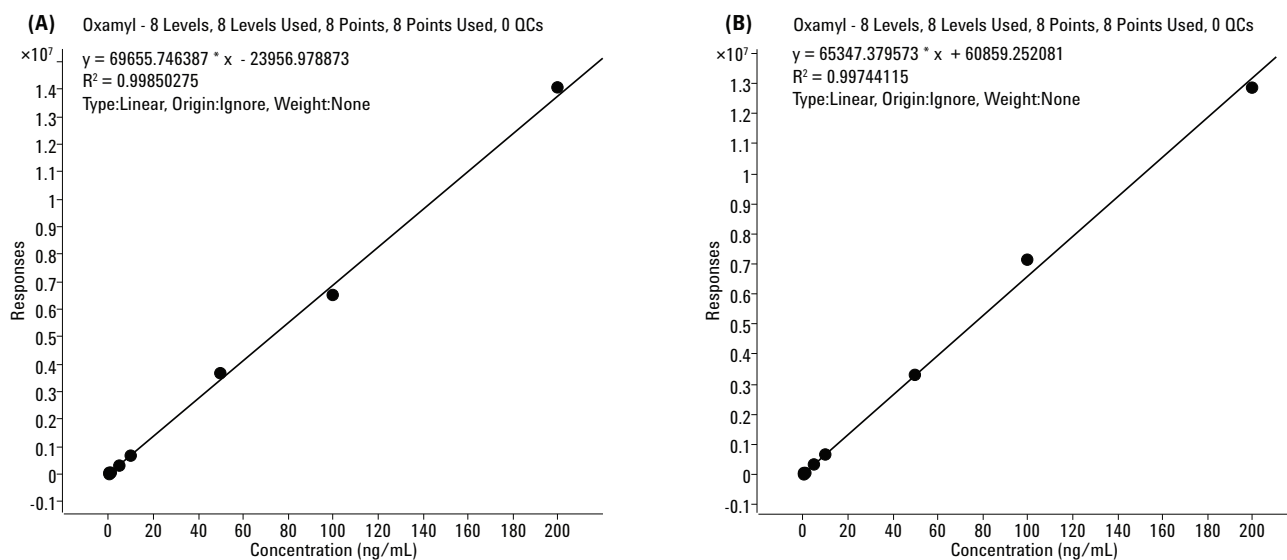 (A) Oxamyl - 8 Levels, 8 Levels Used, 8 Points, 8 Points Used, 0 QCs
×10⁷
y = 69655.746387 * x - 23956.978873
R² = 0.99850275
Type:Linear, Origin:Ignore, Weight:None
1.4
1.3
1.2
1.1
1
0.9
0.8
0.7
0.6
0.5
0.4
0.3
0.2
0.1
0
-0.1
Responses
0 20 40 60 80 100 120 140 160 180 200
Concentration (ng/mL)
(B) Oxamyl - 8 Levels, 8 Levels Used, 8 Points, 8 Points Used, 0 QCs
×10⁷
y = 65347.379573 * x + 60859.252081
R² = 0.99744115
Type:Linear, Origin:Ignore, Weight:None
1.3
1.2
1.1
1
0.9
0.8
0.7
0.6
0.5
0.4
0.3
0.2
0.1
0
-0.1
Responses
0 20 40 60 80 100 120 140 160 180 200
Concentration (ng/mL)